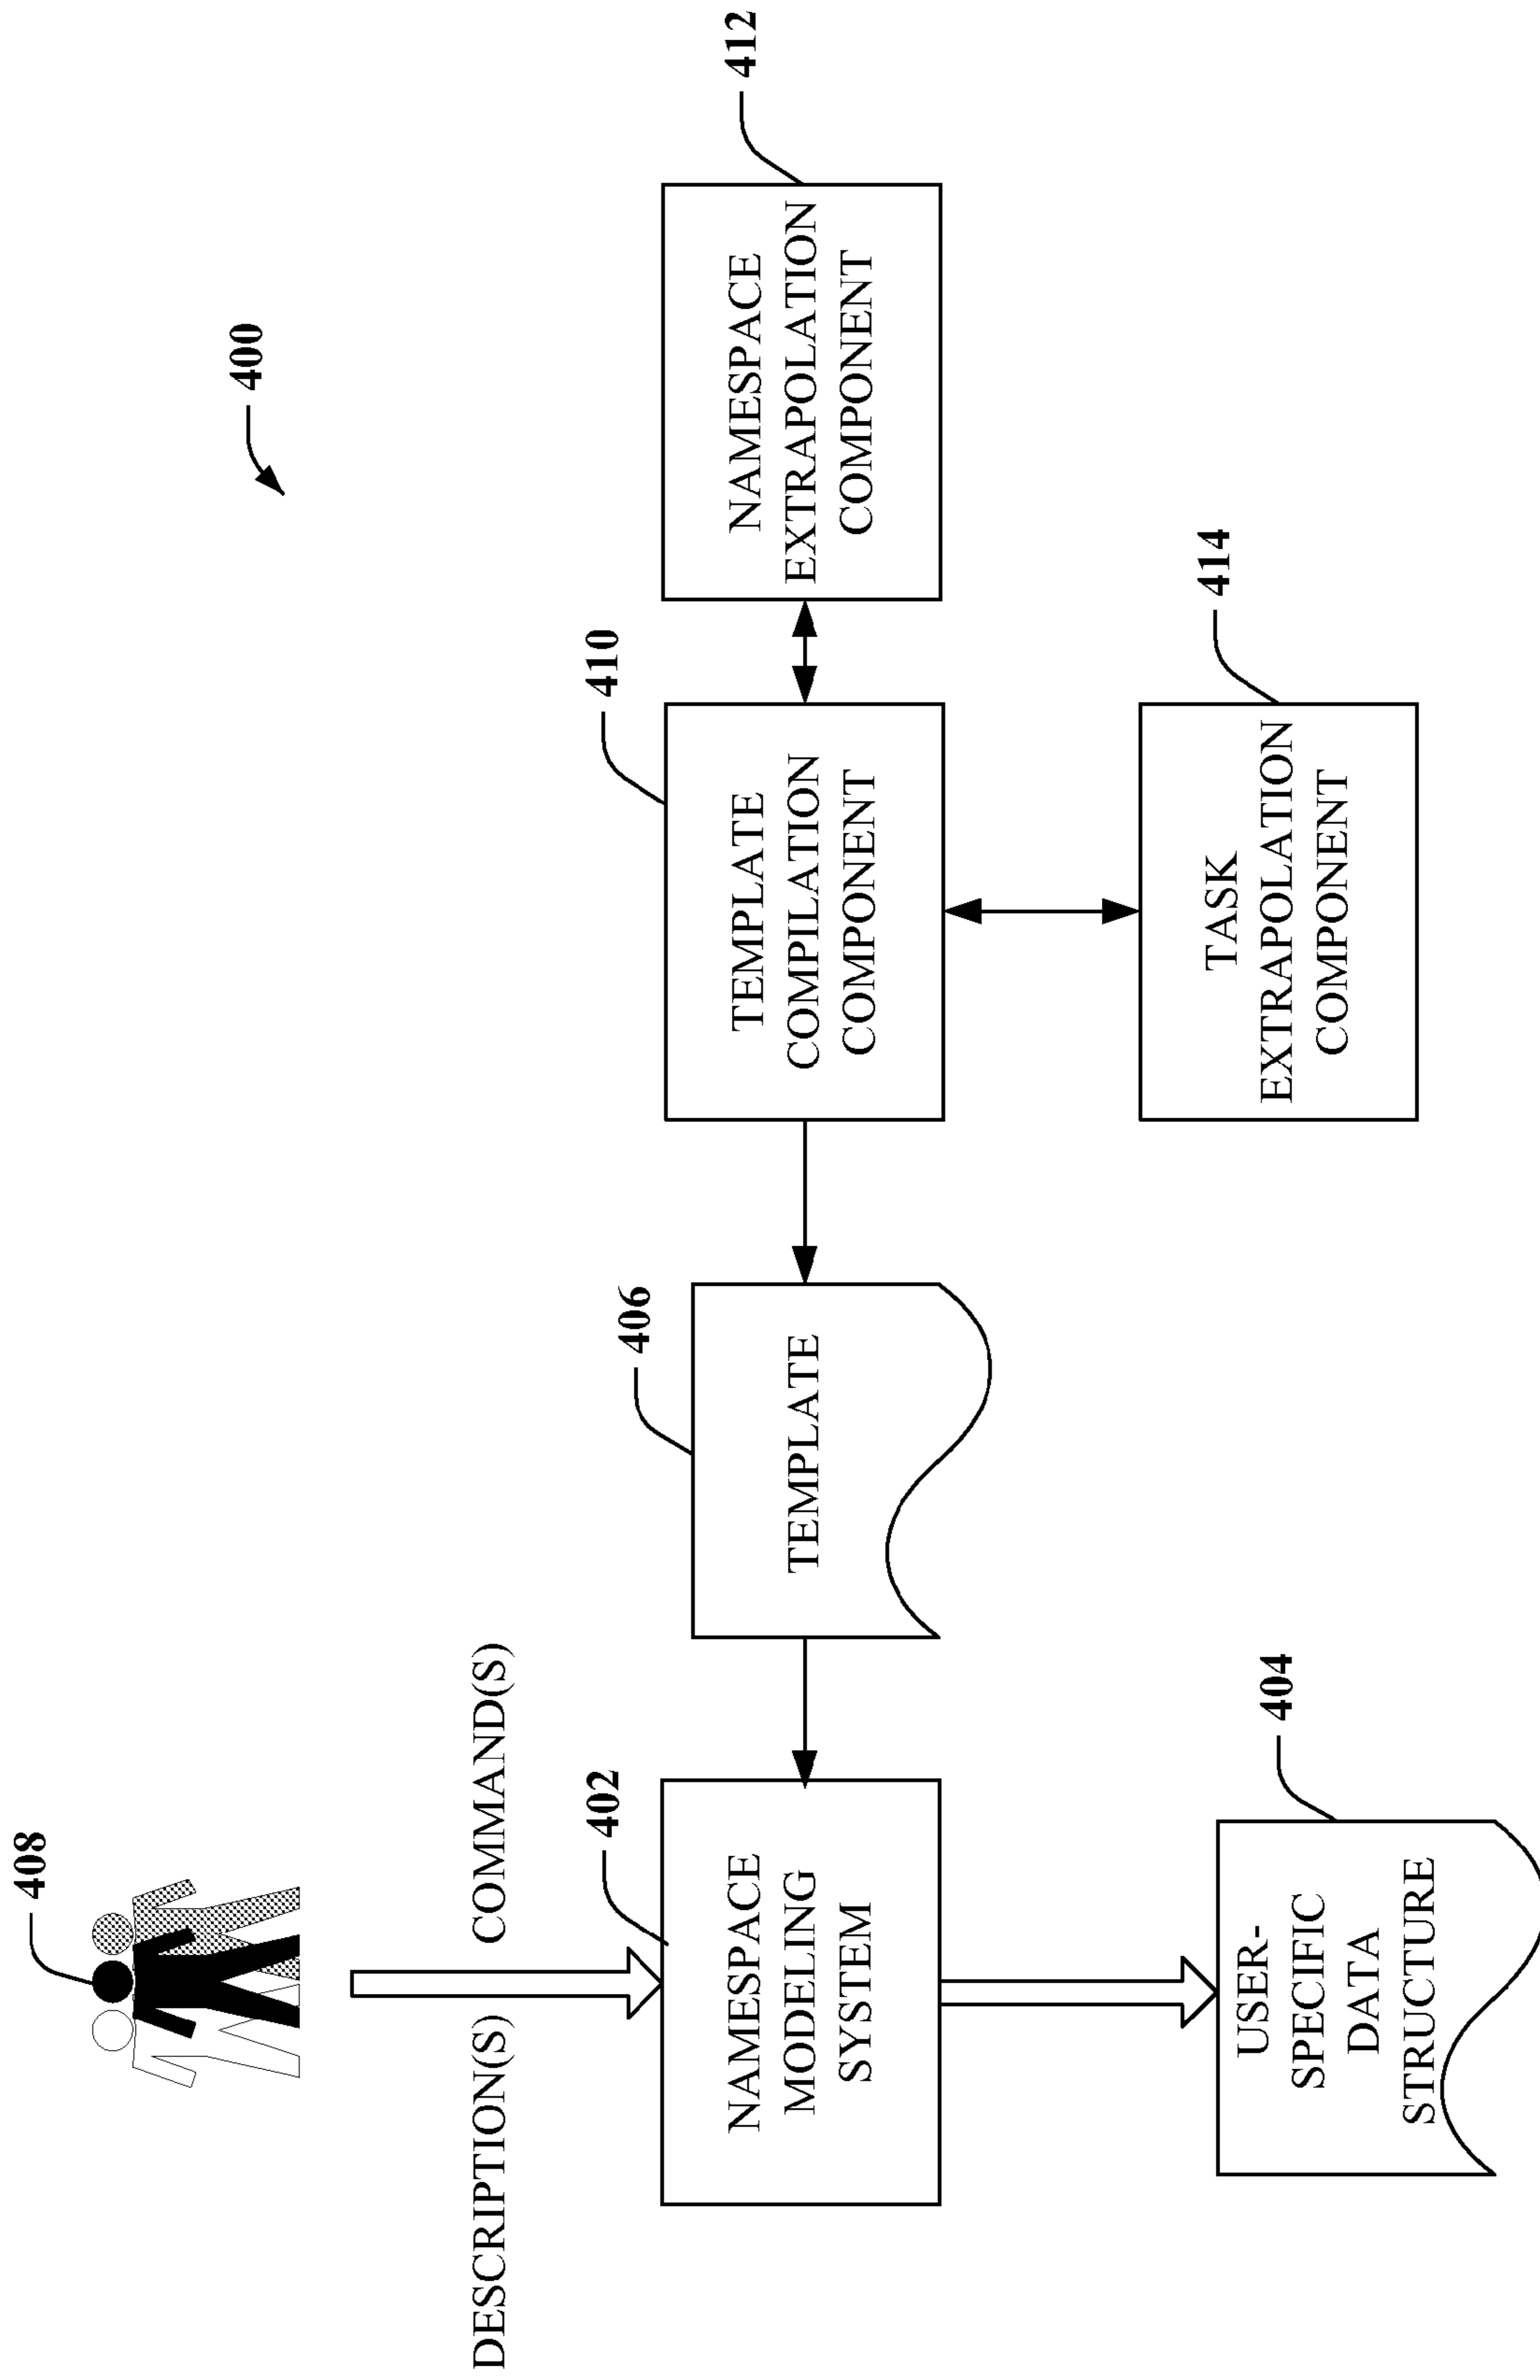 400
408
DESCRIPTION(S)
COMMAND(S)
402
NAMESPACE
MODELING
SYSTEM
406
TEMPLATE
410
TEMPLATE
COMPILATION
COMPONENT
412
NAMESPACE
EXTRAPOLATION
COMPONENT
404
USER-
SPECIFIC
DATA
STRUCTURE
414
TASK
EXTRAPOLATION
COMPONENT